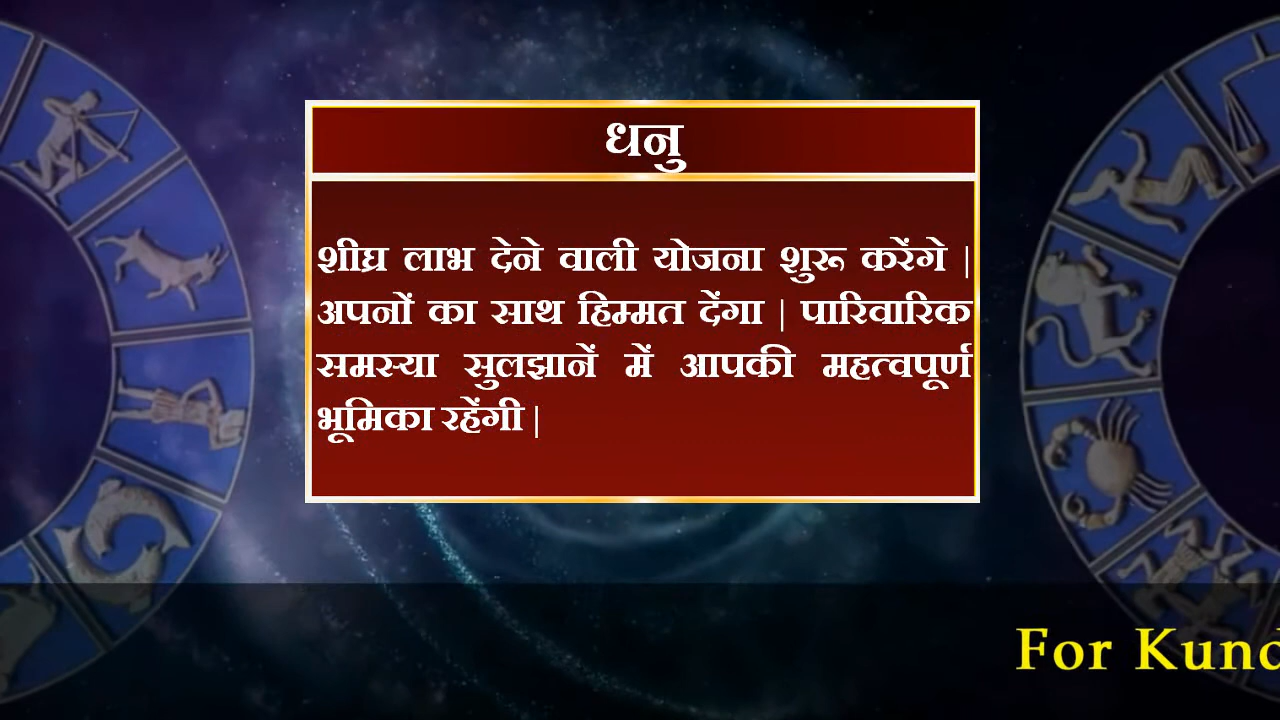 धनु
शीघ्र लाभ देने वाली योजना शुरू करेंगे |
अपनों का साथ हिम्मत देंगा | पारिवारिक
समस्या सुलझानें में आपकी महत्वपूर्ण
भूमिका रहेंगी |
For Kund